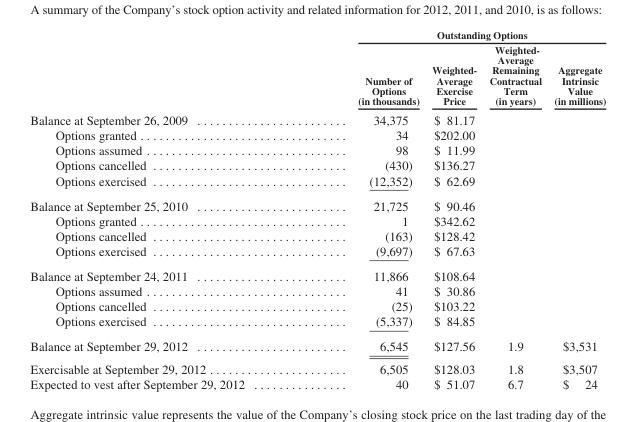 A summary of the Company's stock option activity and related information for 2012, 2011, and 2010, is as follows:
Outstanding Options
Number of Options (in thousands) Weighted-Average Exercise Price Weighted-Average Remaining Contractual Term (in years) Aggregate Intrinsic Value (in millions)
Balance at September 26, 2009 ........................ 34,375 $ 81.17
Options granted ................................. 34 $202.00
Options assumed ................................ 98 $ 11.99
Options cancelled ............................... (430) $136.27
Options exercised ............................... (12,352) $ 62.69
Balance at September 25, 2010 ........................ 21,725 $ 90.46
Options granted ................................. 1 $342.62
Options cancelled ............................... (163) $128.42
Options exercised ............................... (9,697) $ 67.63
Balance at September 24, 2011 ........................ 11,866 $108.64
Options assumed ................................ 41 $ 30.86
Options cancelled ............................... (25) $103.22
Options exercised ............................... (5,337) $ 84.85
Balance at September 29, 2012 ........................ 6,545 $127.56 1.9 $3,531
Exercisable at September 29, 2012 ...................... 6,505 $128.03 1.8 $3,507
Expected to vest after September 29, 2012 ............... 40 $ 51.07 6.7 $ 24
Aggregate intrinsic value represents the value of the Company's closing stock price on the last trading day of the